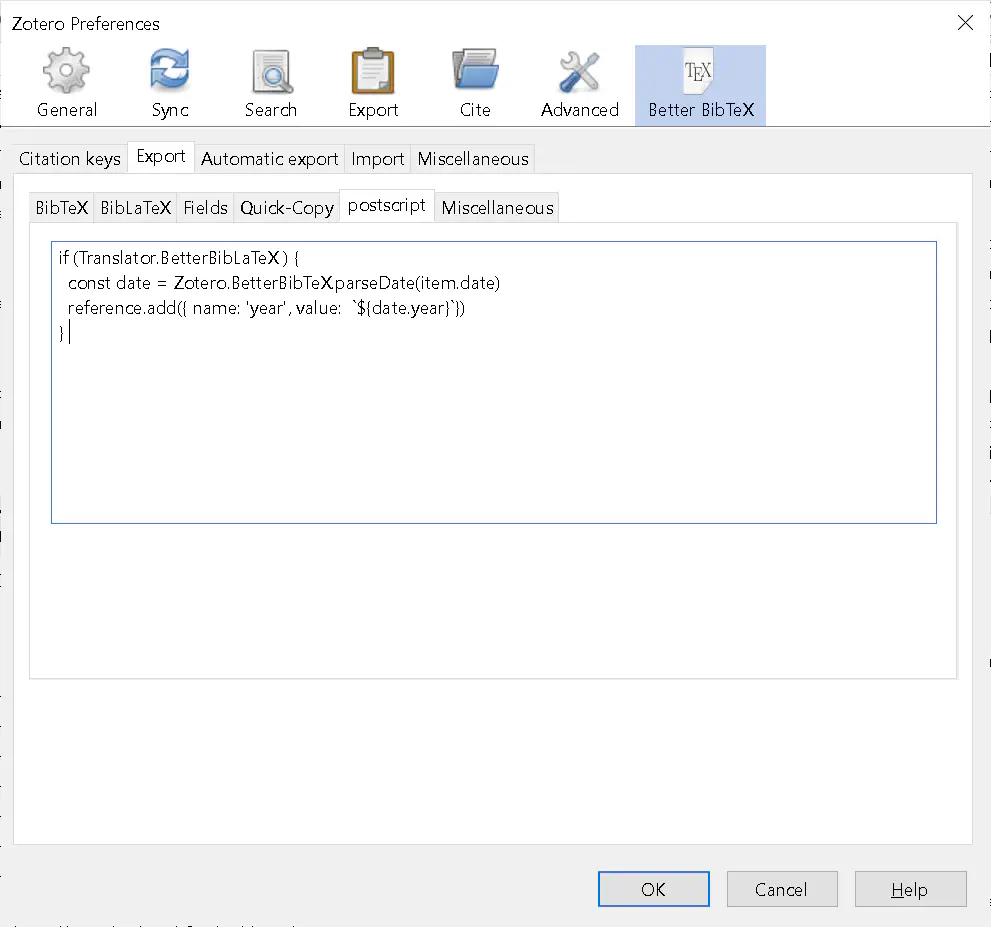 Zotero Preferences
General Sync Search Export Cite Advanced Better BibTeX
TEX
Citation keys Export Automatic export Import Miscellaneous
BibTeX BibLaTeX Fields Quick-Copy postscript Miscellaneous
if (Translator.BetterBibLaTeX) {
  const date = Zotero.BetterBibTeX.parseDate(item.date)
  reference.add({ name: 'year', value: `${date.year}`})
}
OK Cancel Help